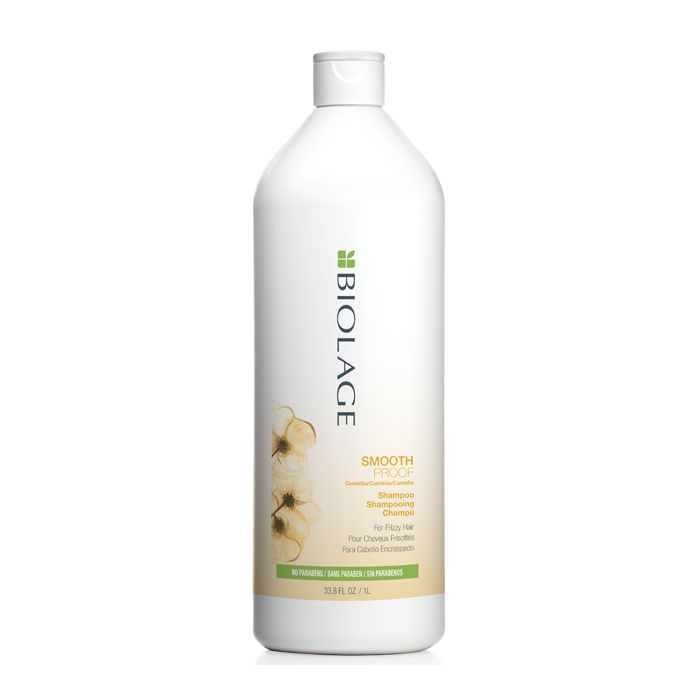 BIOLAGE
SMOOTH
PROOF
Camellia/Camélia/Camelia
Shampoo
Shampooing
Champú
For Frizzy Hair
Pour Cheveux Frisottés
Para Cabello Encrespado
NO PARABENS / SANS PARABEN / SIN PARABENOS
33.8 FL. OZ. / 1L